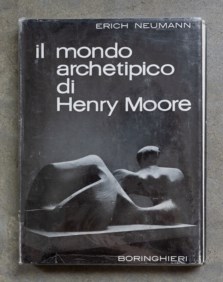 ERICH NEUMANN
il mondo
archetipico
di
Henry Moore
BORINGHIERI